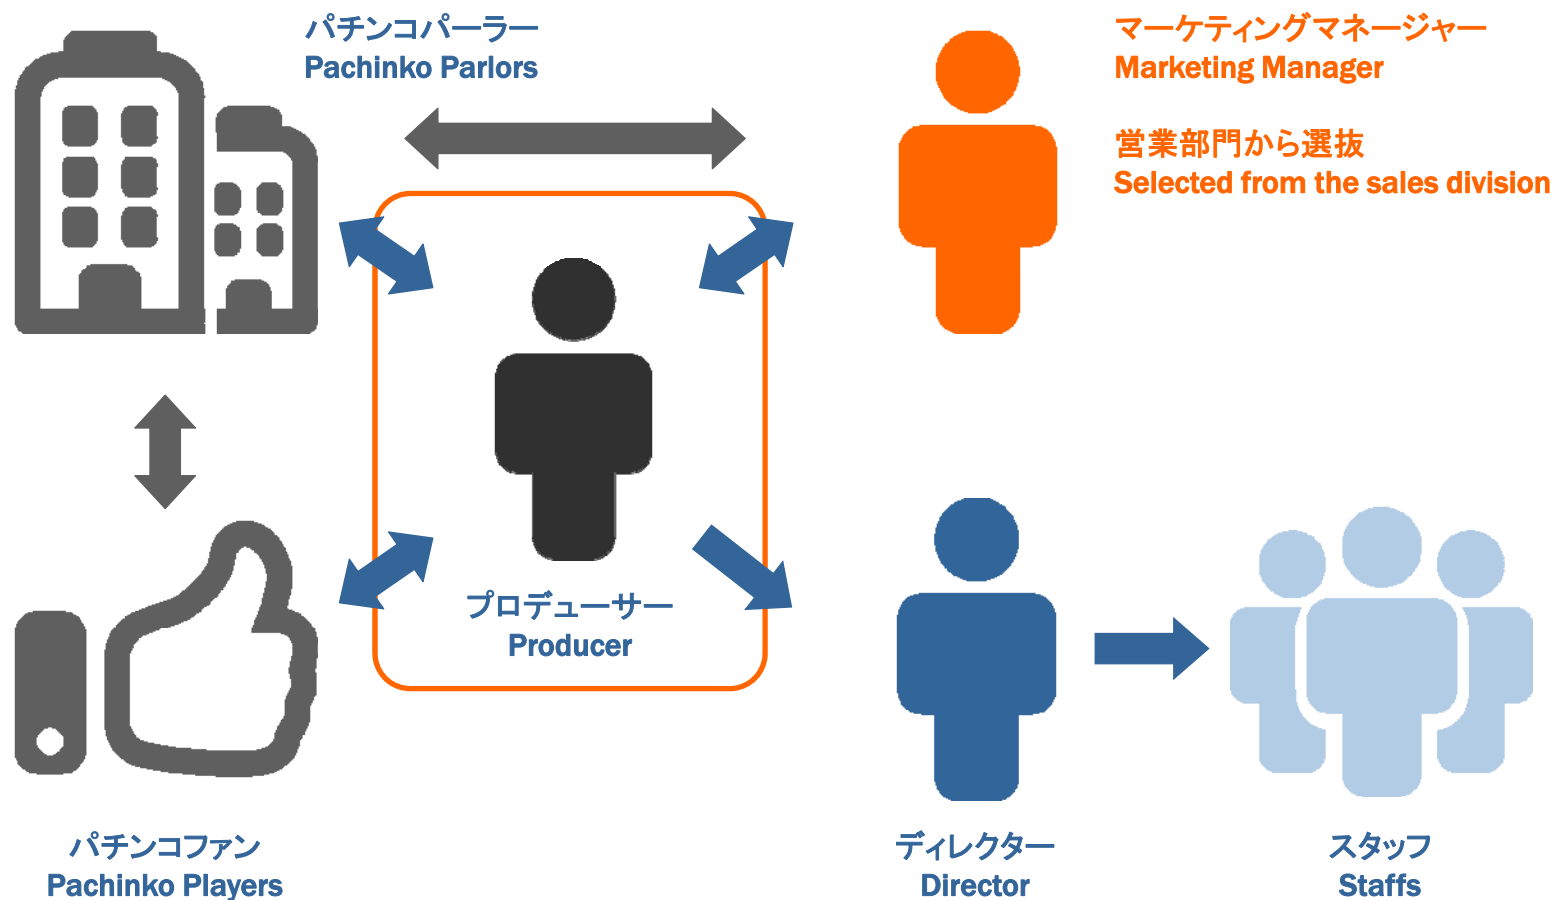 パチンコパーラー
Pachinko Parlors
マーケティングマネージャー
Marketing Manager
営業部門から選抜
Selected from the sales division
プロデューサー
Producer
パチンコファン
Pachinko Players
ディレクター
Director
スタッフ
Staffs